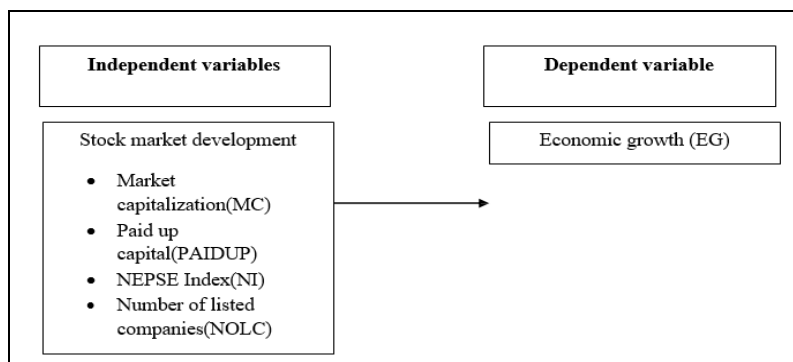 Independent variables
Dependent variable
Stock market development
Economic growth (EG)
• Market
capitalization(MC)
• Paid up
capital(PAIDUP)
• NEPSE Index(NI)
• Number of listed
companies(NOLC)